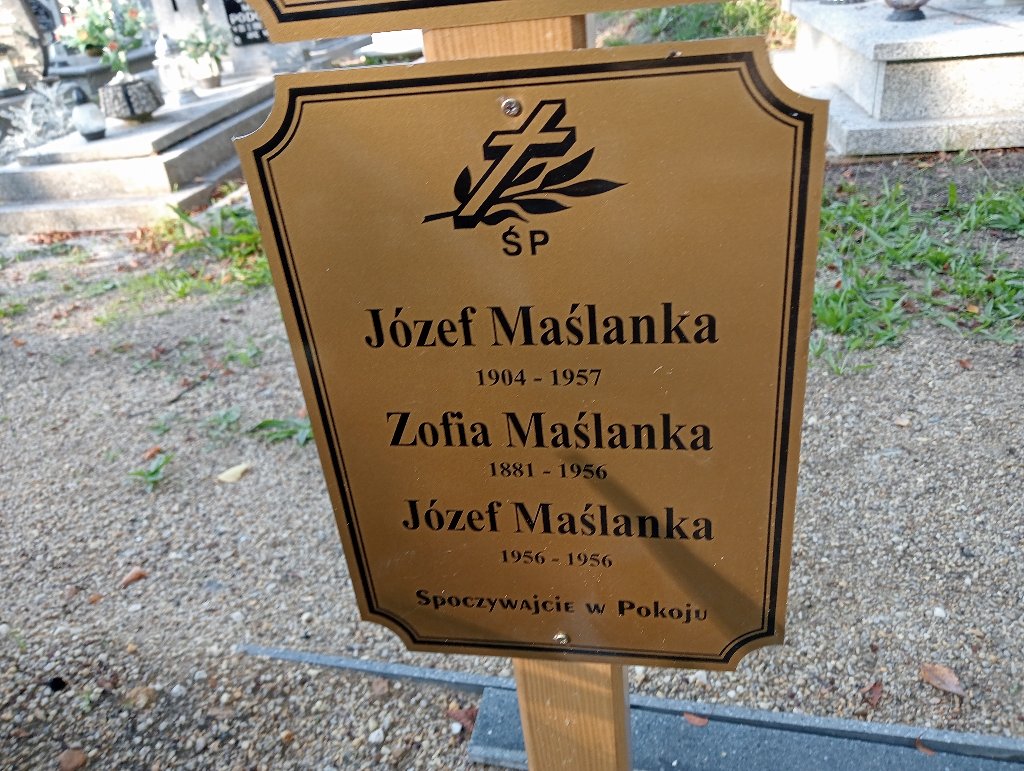 ŚP
Józef Maślanka
1904 - 1957
Zofia Maślanka
1881 - 1956
Józef Maślanka
1956 - 1956
Spoczywajcie w Pokoju